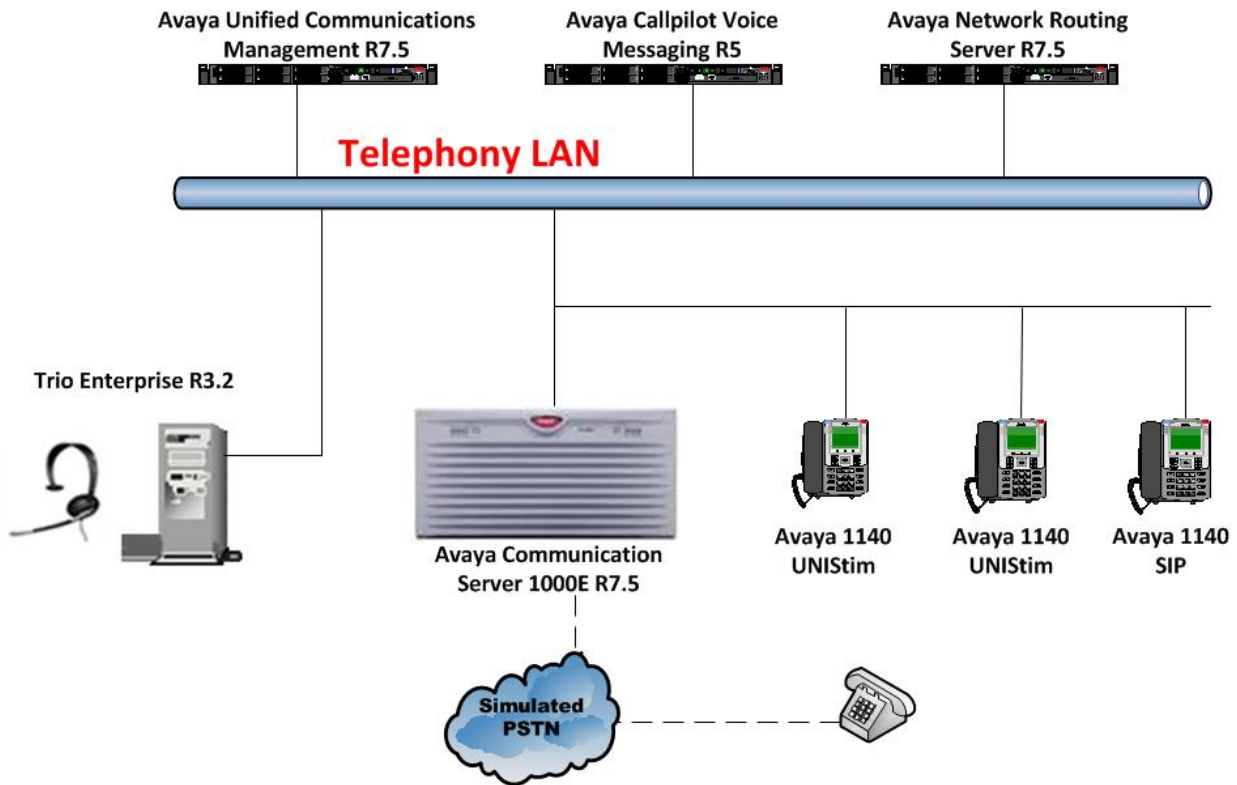 Avaya Unified Communications
Management R7.5
Avaya Callpilot Voice
Messaging R5
Avaya Network Routing
Server R7.5
Telephony LAN
Trio Enterprise R3.2
Avaya Communication
Server 1000E R7.5
Avaya 1140
UNIStim
Avaya 1140
UNIStim
Avaya 1140
SIP
Simulated
PSTN